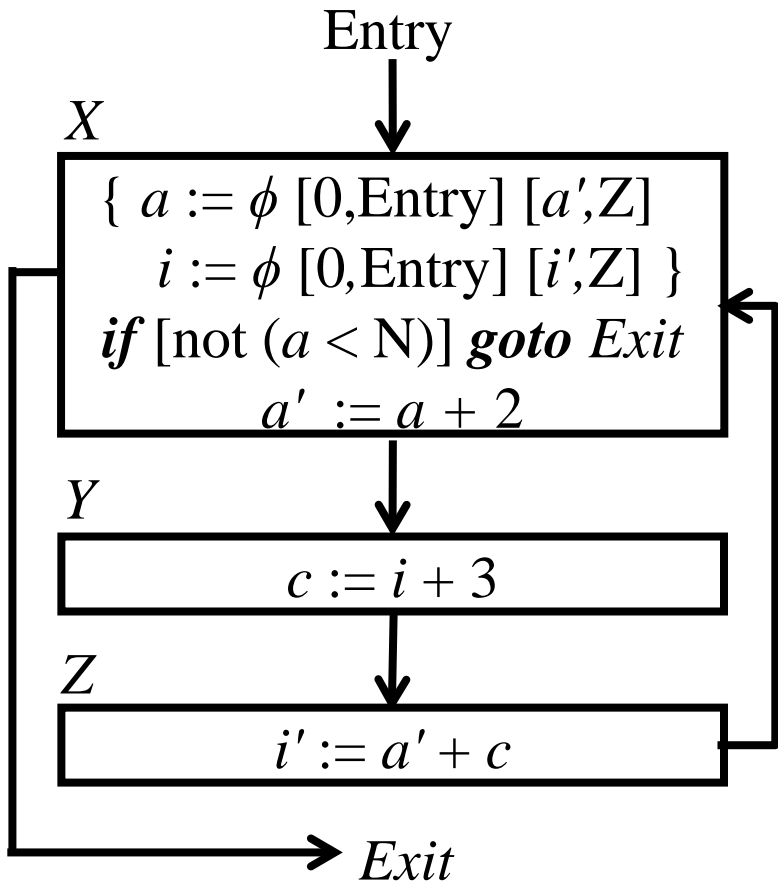 Entry
X
{ a := ϕ [0,Entry] [a′,Z]
i := ϕ [0,Entry] [i′,Z] }
if [not (a < N)] goto Exit
a′ := a + 2
Y
c := i + 3
Z
i′ := a′ + c
Exit